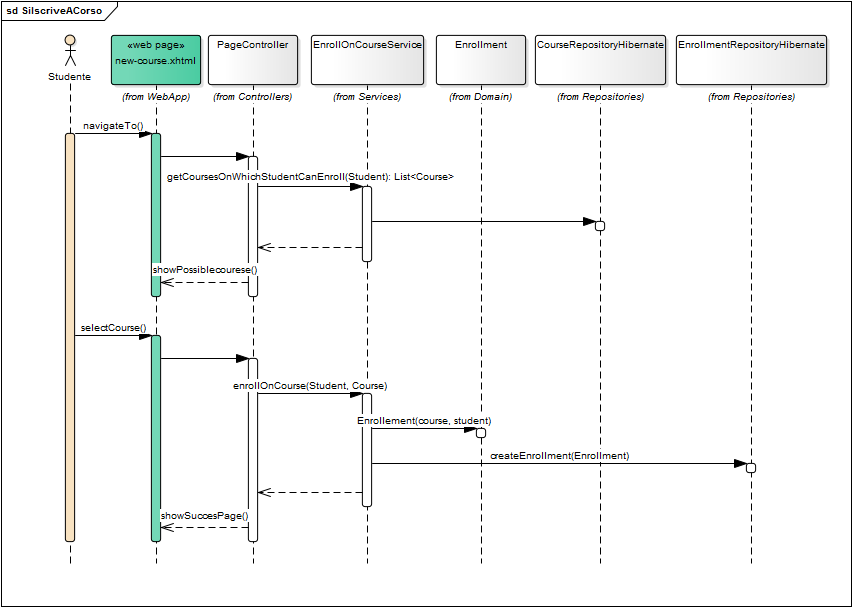 sd SiIscriveACorso
Studente
«web page»
new-course.xhtml
(from WebApp)
PageController
(from Controllers)
EnrollOnCourseService
(from Services)
Enrollment
(from Domain)
CourseRepositoryHibernate
(from Repositories)
EnrollmentRepositoryHibernate
(from Repositories)
navigateTo()
getCoursesOnWhichStudentCanEnroll(Student): List<Course>
showPossiblecourese()
selectCourse()
enrollOnCourse(Student, Course)
Enrollement(course, student)
createEnrollment(Enrollment)
showSuccesPage()